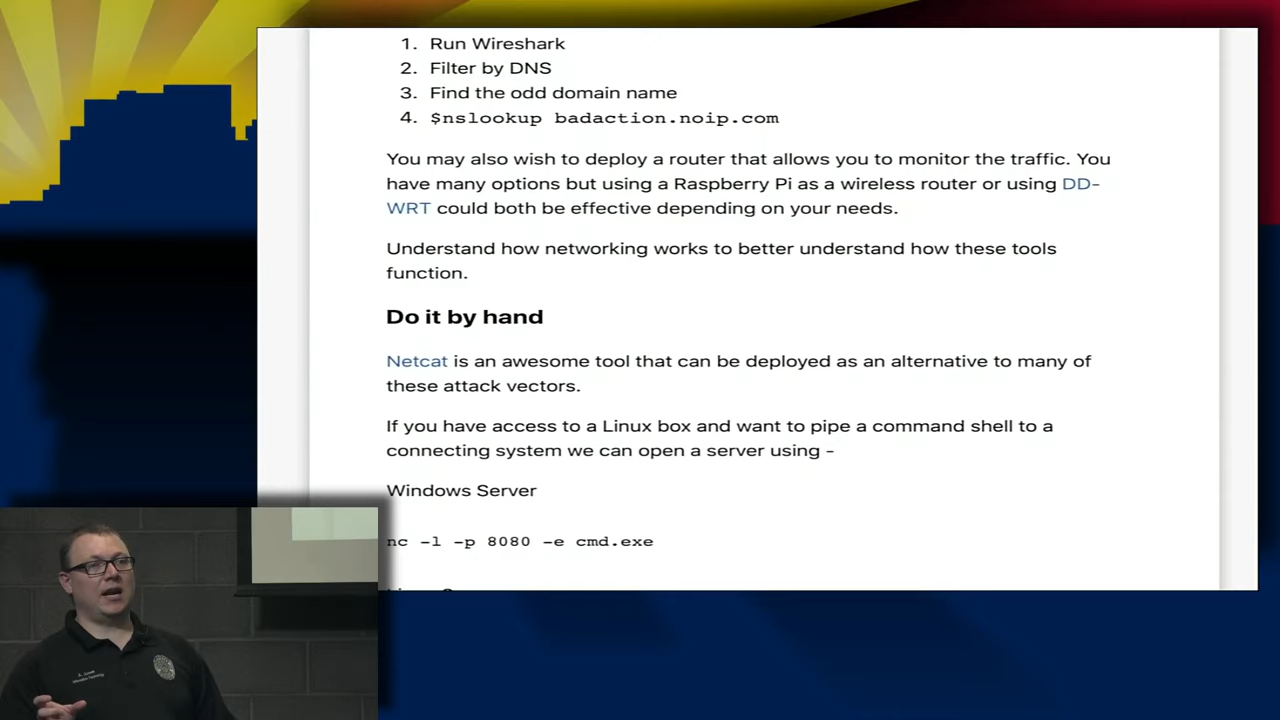 1. Run Wireshark
2. Filter by DNS
3. Find the odd domain name
4. $nslookup badaction.noip.com
You may also wish to deploy a router that allows you to monitor the traffic. You
have many options but using a Raspberry Pi as a wireless router or using DD-
WRT could both be effective depending on your needs.
Understand how networking works to better understand how these tools
function.
Do it by hand
Netcat is an awesome tool that can be deployed as an alternative to many of
these attack vectors.
If you have access to a Linux box and want to pipe a command shell to a
connecting system we can open a server using -
Windows Server
nc -l -p 8080 -e cmd.exe